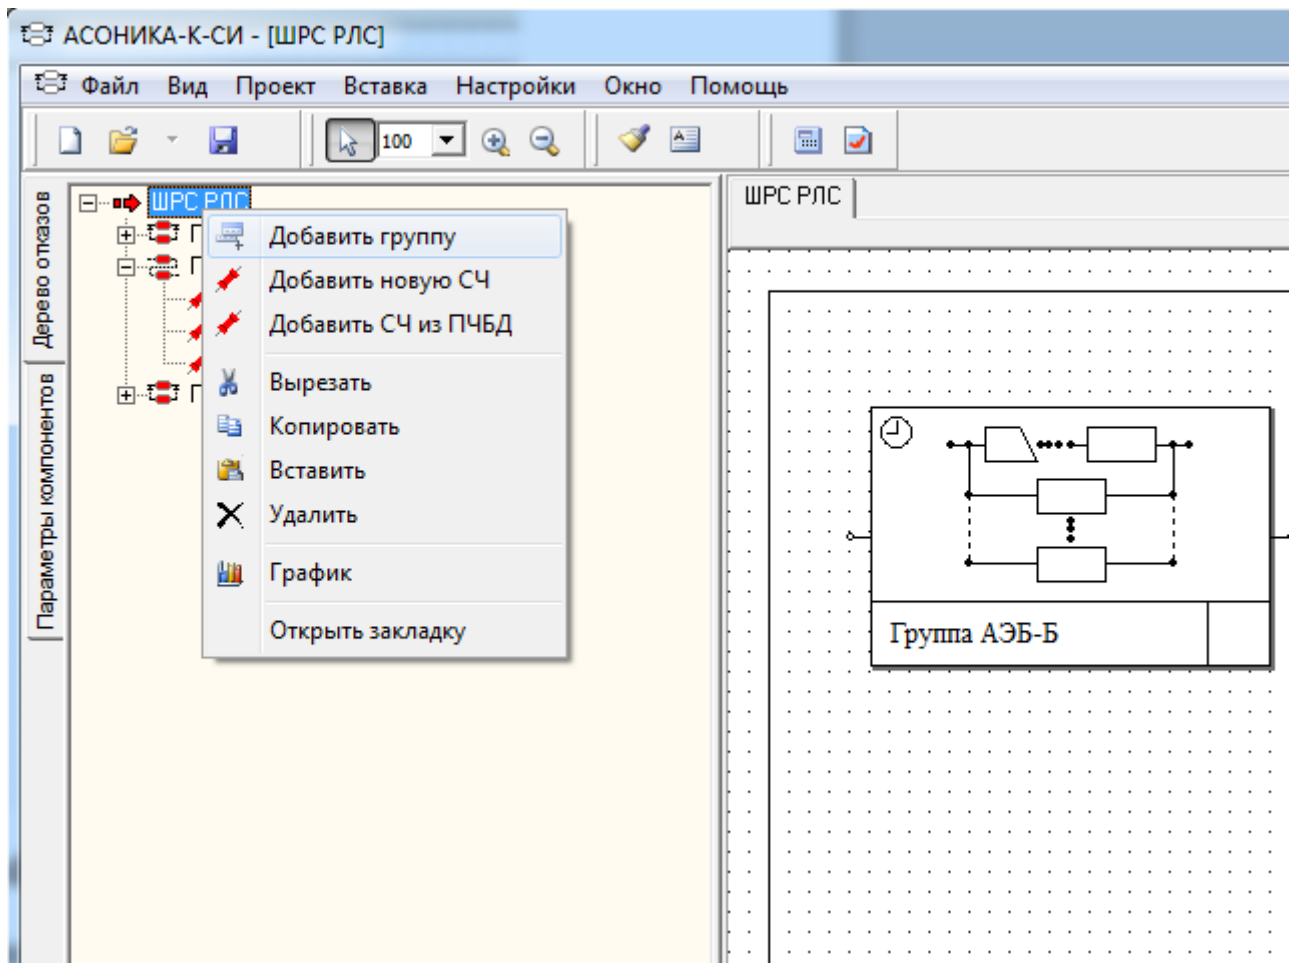 АСОНИКА-К-СИ - [ШРС РЛС]
Файл Вид Проект Вставка Настройки Окно Помощь
100
Дерево отказов
Параметры компонентов
ШРС РЛС
Добавить группу
Добавить новую СЧ
Добавить СЧ из ПЧБД
Вырезать
Копировать
Вставить
Удалить
График
Открыть закладку
ШРС РЛС
Группа АЭБ-Б